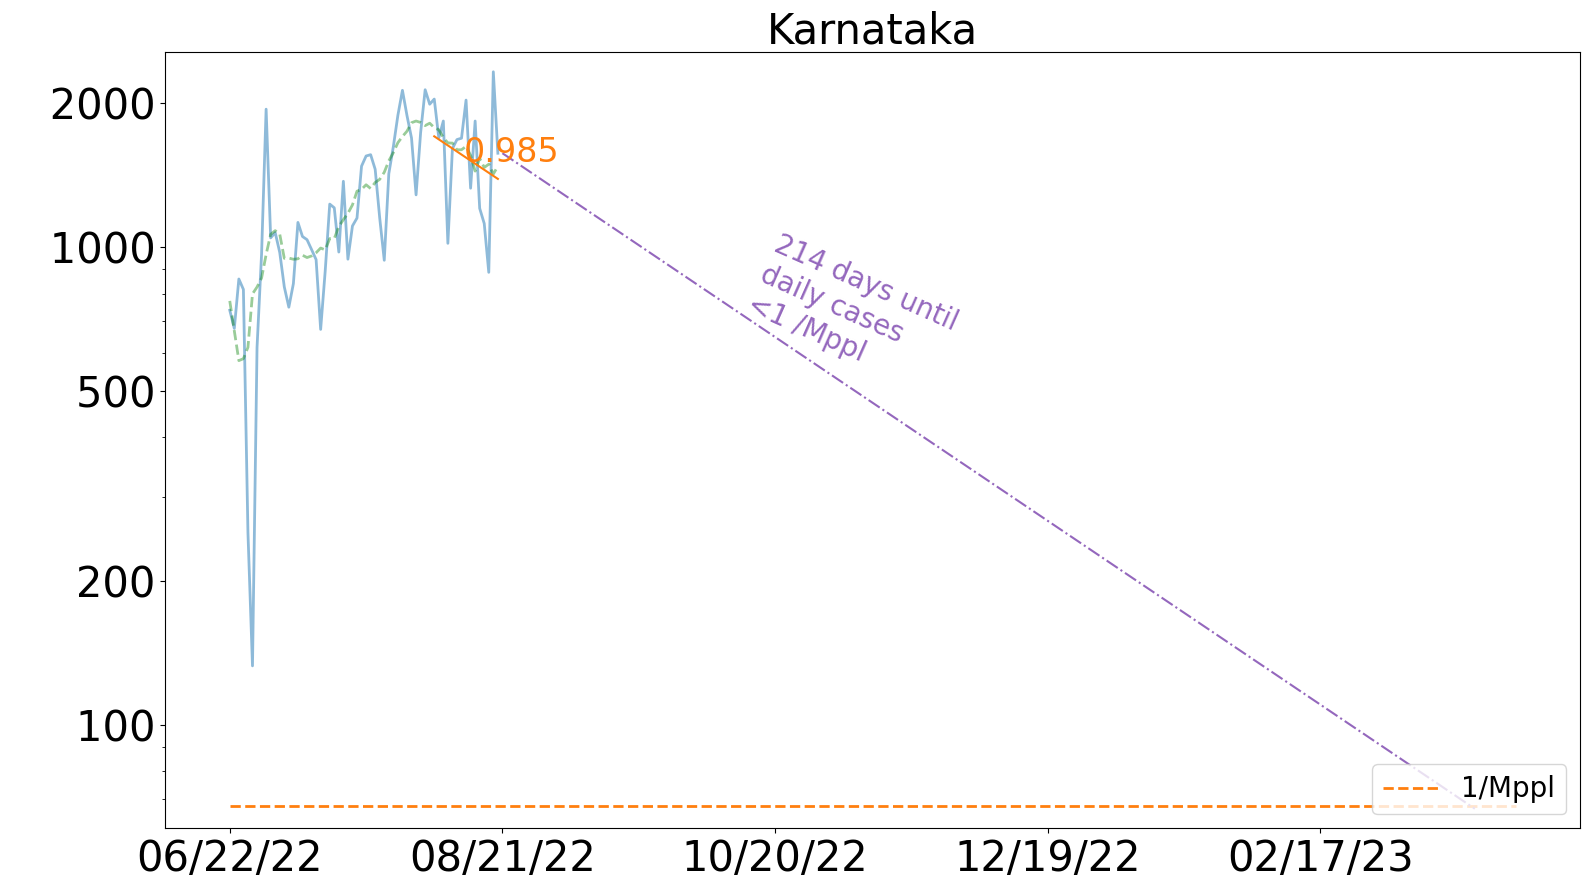 Karnataka
2000
1000
500
200
100
0.985
214 days until
daily cases
<1 /Mppl
1/Mppl
06/22/22
08/21/22
10/20/22
12/19/22
02/17/23